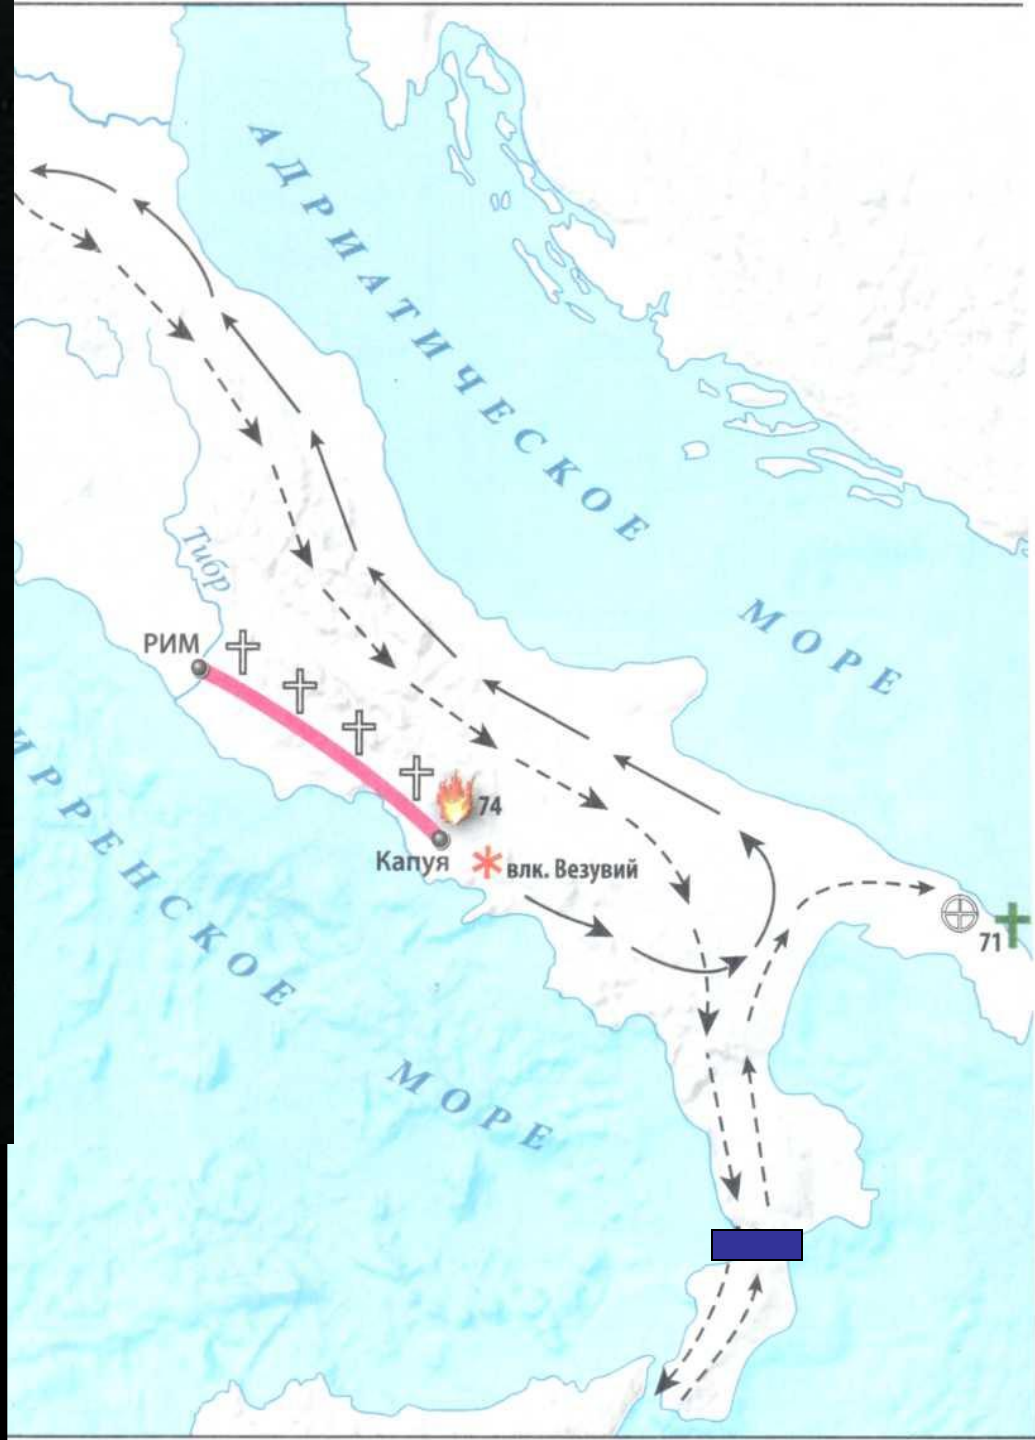 АДРИАТИЧЕСКОЕ
МОРЕ
Тибр
РИМ
ИРРЕНСКОЕ
МОРЕ
74
Капуя
влк. Везувий
71